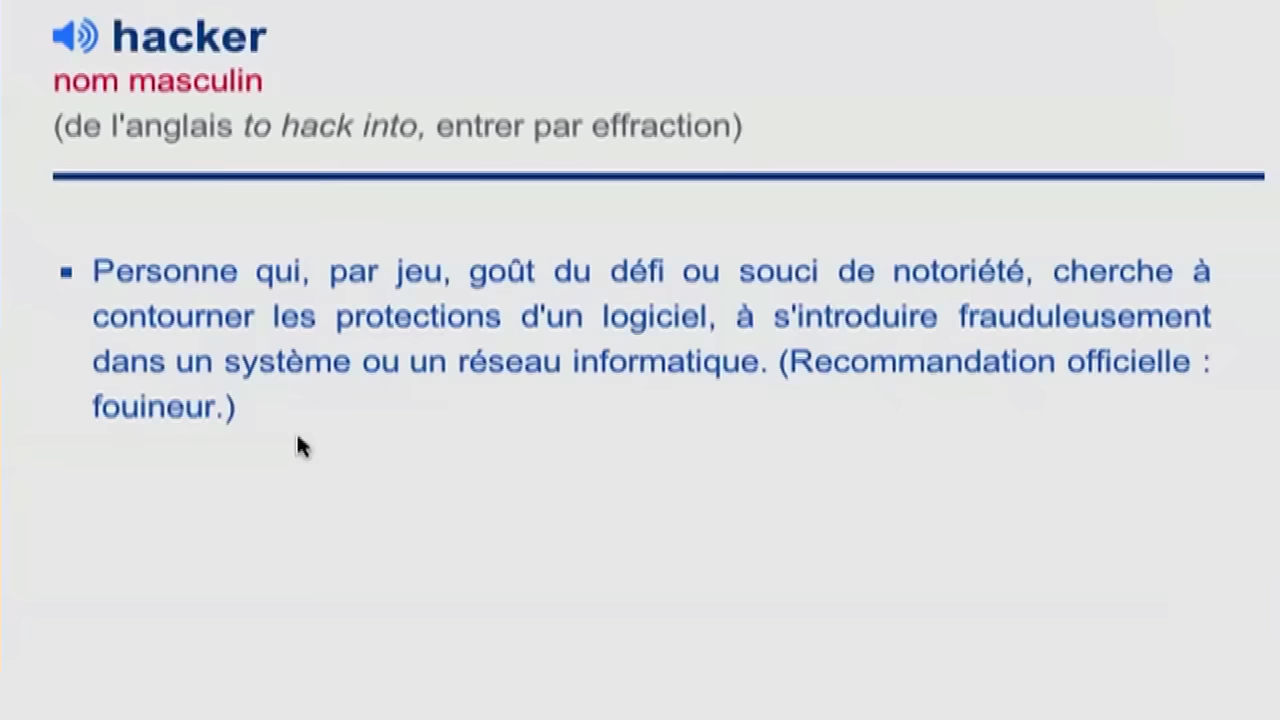 hacker
nom masculin
(de l'anglais to hack into, entrer par effraction)
▪ Personne qui, par jeu, goût du défi ou souci de notoriété, cherche à
contourner les protections d'un logiciel, à s'introduire frauduleusement
dans un système ou un réseau informatique. (Recommandation officielle :
fouineur.)